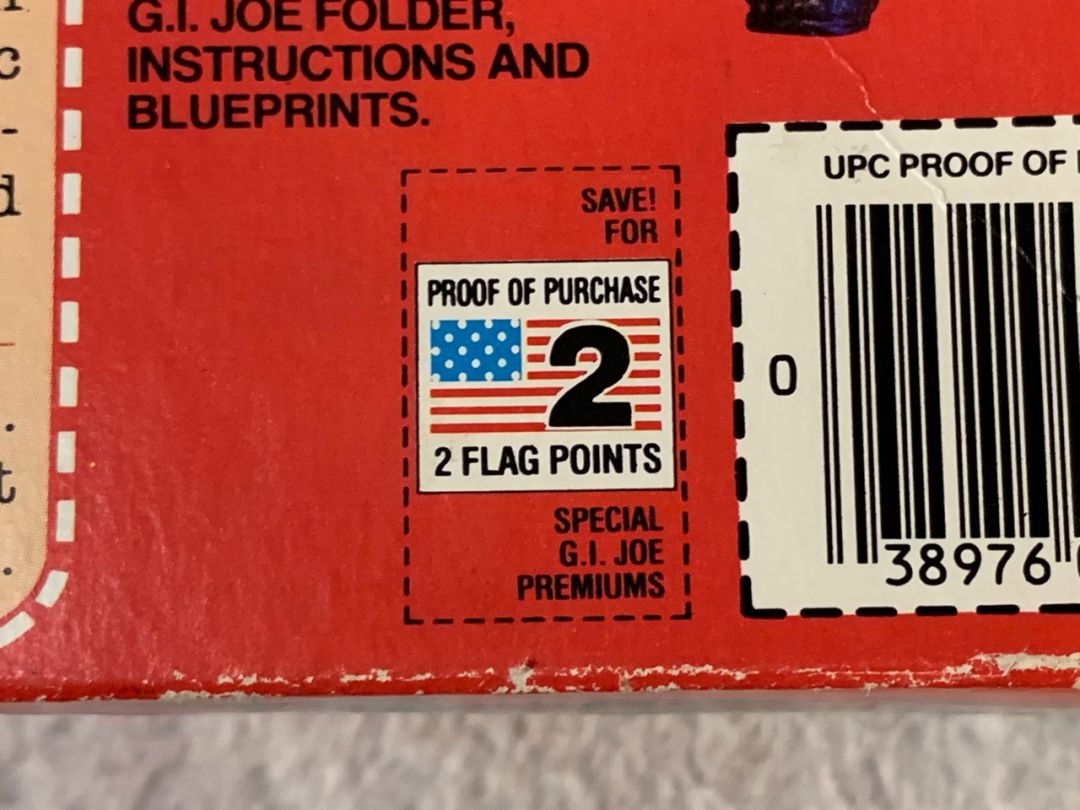 G.I. JOE FOLDER,
INSTRUCTIONS AND
BLUEPRINTS.
SAVE!
FOR
PROOF OF PURCHASE
2
2 FLAG POINTS
SPECIAL
G.I. JOE
PREMIUMS
UPC PROOF OF
0
38976
c
-
d
.
t
.